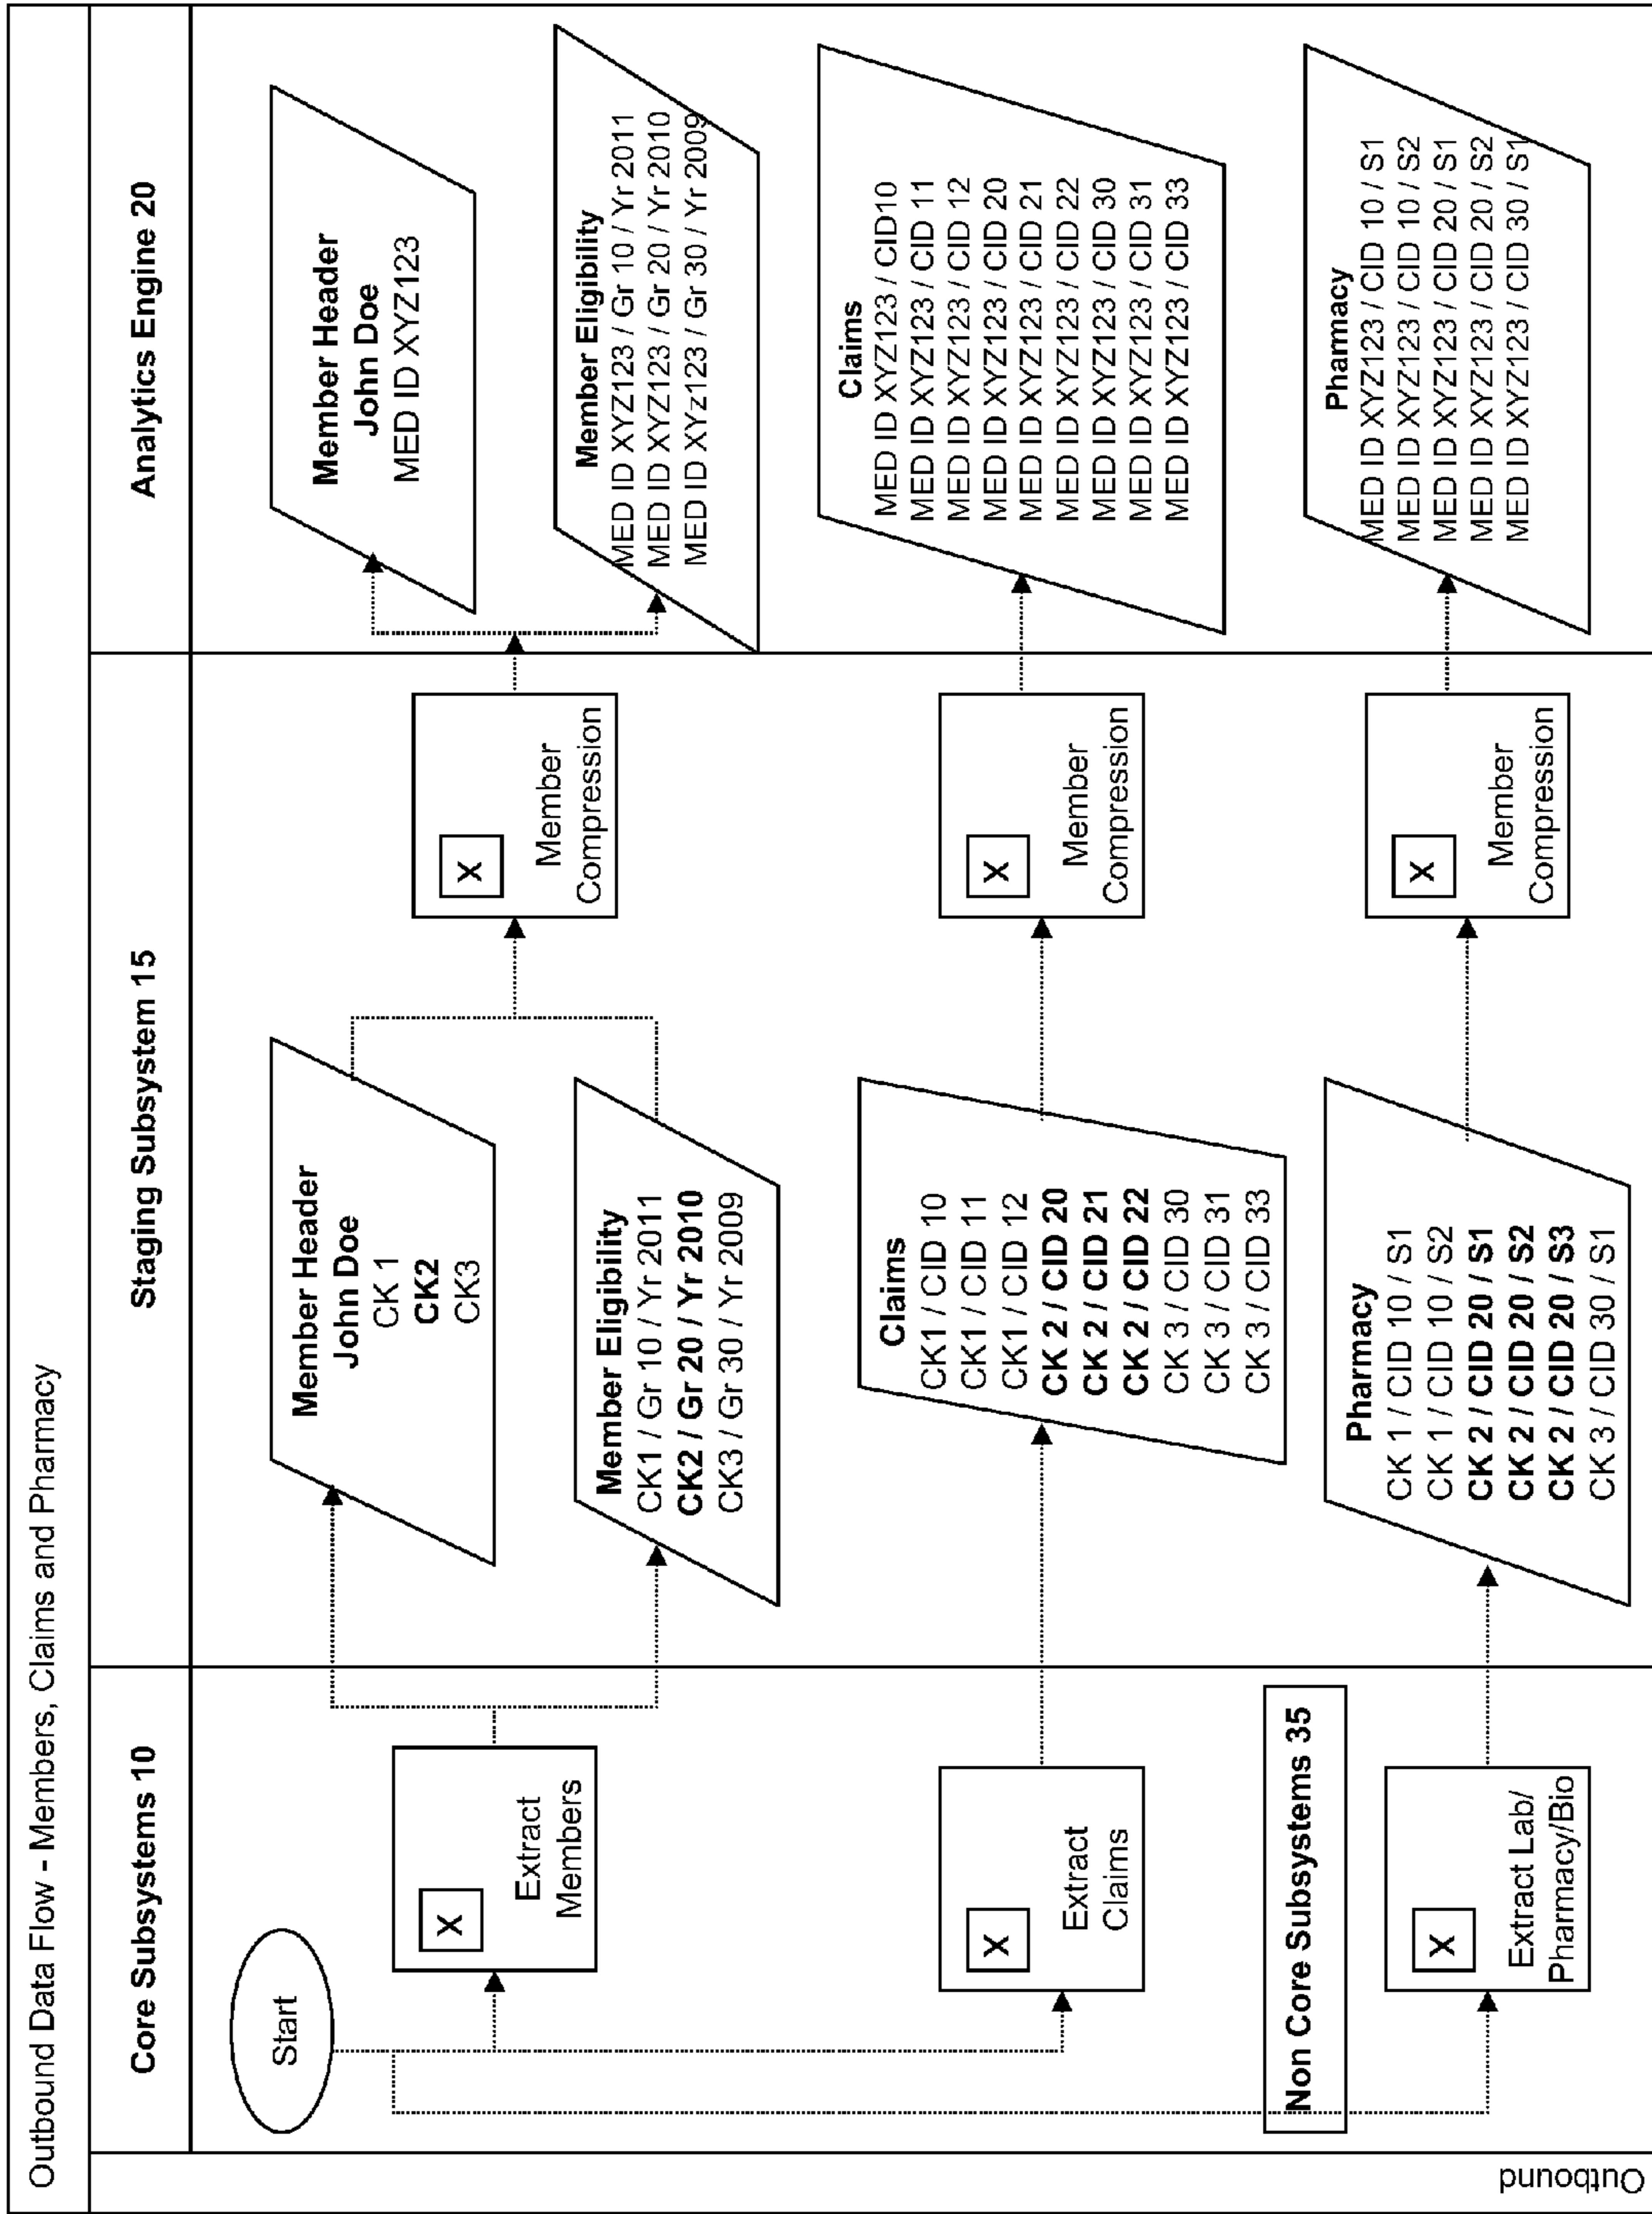 Outbound Data Flow - Members, Claims and Pharmacy
Core Subsystems 10
Staging Subsystem 15
Analytics Engine 20
Outbound
Start
X
Extract
Members
X
Extract
Claims
Non Core Subsystems 35
X
Extract Lab/
Pharmacy/Bio
Member Header
John Doe
CK 1
CK2
CK3
Member Eligibility
CK1 / Gr 10 / Yr 2011
CK2 / Gr 20 / Yr 2010
CK3 / Gr 30 / Yr 2009
Claims
CK1 / CID 10
CK1 / CID 11
CK1 / CID 12
CK 2 / CID 20
CK 2 / CID 21
CK 2 / CID 22
CK 3 / CID 30
CK 3 / CID 31
CK 3 / CID 33
Pharmacy
CK 1 / CID 10 / S1
CK 1 / CID 10 / S2
CK 2 / CID 20 / S1
CK 2 / CID 20 / S2
CK 2 / CID 20 / S3
CK 3 / CID 30 / S1
X
Member
Compression
X
Member
Compression
X
Member
Compression
Member Header
John Doe
MED ID XYZ123
Member Eligibility
MED ID XYZ123 / Gr 10 / Yr 2011
MED ID XYZ123 / Gr 20 / Yr 2010
MED ID XYz123 / Gr 30 / Yr 2009
Claims
MED ID XYZ123 / CID10
MED ID XYZ123 / CID 11
MED ID XYZ123 / CID 12
MED ID XYZ123 / CID 20
MED ID XYZ123 / CID 21
MED ID XYZ123 / CID 22
MED ID XYZ123 / CID 30
MED ID XYZ123 / CID 31
MED ID XYZ123 / CID 33
Pharmacy
MED ID XYZ123 / CID 10 / S1
MED ID XYZ123 / CID 10 / S2
MED ID XYZ123 / CID 20 / S1
MED ID XYZ123 / CID 20 / S2
MED ID XYZ123 / CID 30 / S1